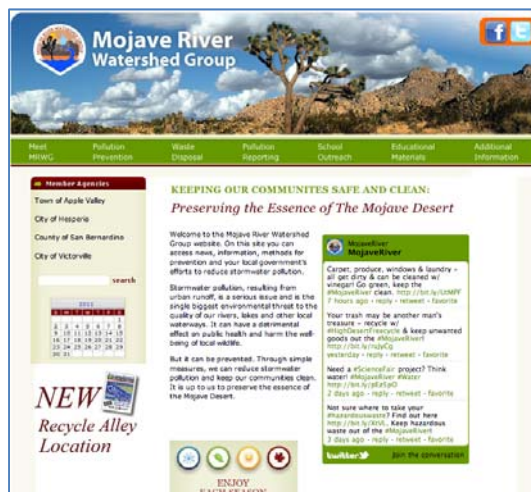 Mojave River
Watershed Group
Meet MRWG
Pollution Prevention
Waste Disposal
Pollution Reporting
School Outreach
Educational Materials
Additional Information
Member Agencies
Town of Apple Valley
City of Hesperia
County of San Bernardino
City of Victorville
search
NEW
Recycle Alley
Location
KEEPING OUR COMMUNITES SAFE AND CLEAN:
Preserving the Essence of The Mojave Desert
Welcome to the Mojave River Watershed
Group website. On this site you can
access news, information, methods for
prevention and your local government's
efforts to reduce stormwater pollution.
Stormwater pollution, resulting from
urban runoff, is a serious issue and is the
single biggest environmental threat to the
quality of our rivers, lakes and other local
waterways. It can have a detrimental
effect on public health and harm the well-
being of local wildlife.
But it can be prevented. Through simple
measures, we can reduce stormwater
pollution and keep our communities clean.
It is up to us to preserve the essence of
the Mojave Desert.
ENJOY
EACH SEASON
MojaveRiver
MojaveRiver
Carpet, produce, windows & laundry -
all get dirty & can be cleaned w/
vinegar! Go green, keep the
#MojaveRiver clean.
7 hours ago · reply · retweet · favorite
Your trash may be another man's
treasure - recycle w/
#HighDesertFreecycle & keep unwanted
goods out the #MojaveRiver!
yesterday · reply · retweet · favorite
Need a #ScienceFair project? Think
water! #MojaveRiver #Water
2 days ago · reply · retweet · favorite
Not sure where to take your
#hazardouswaste? Find out here
Keep hazardous
waste out of the #MojaveRiver!
3 days ago · reply · retweet · favorite
twitter
Join the conversation